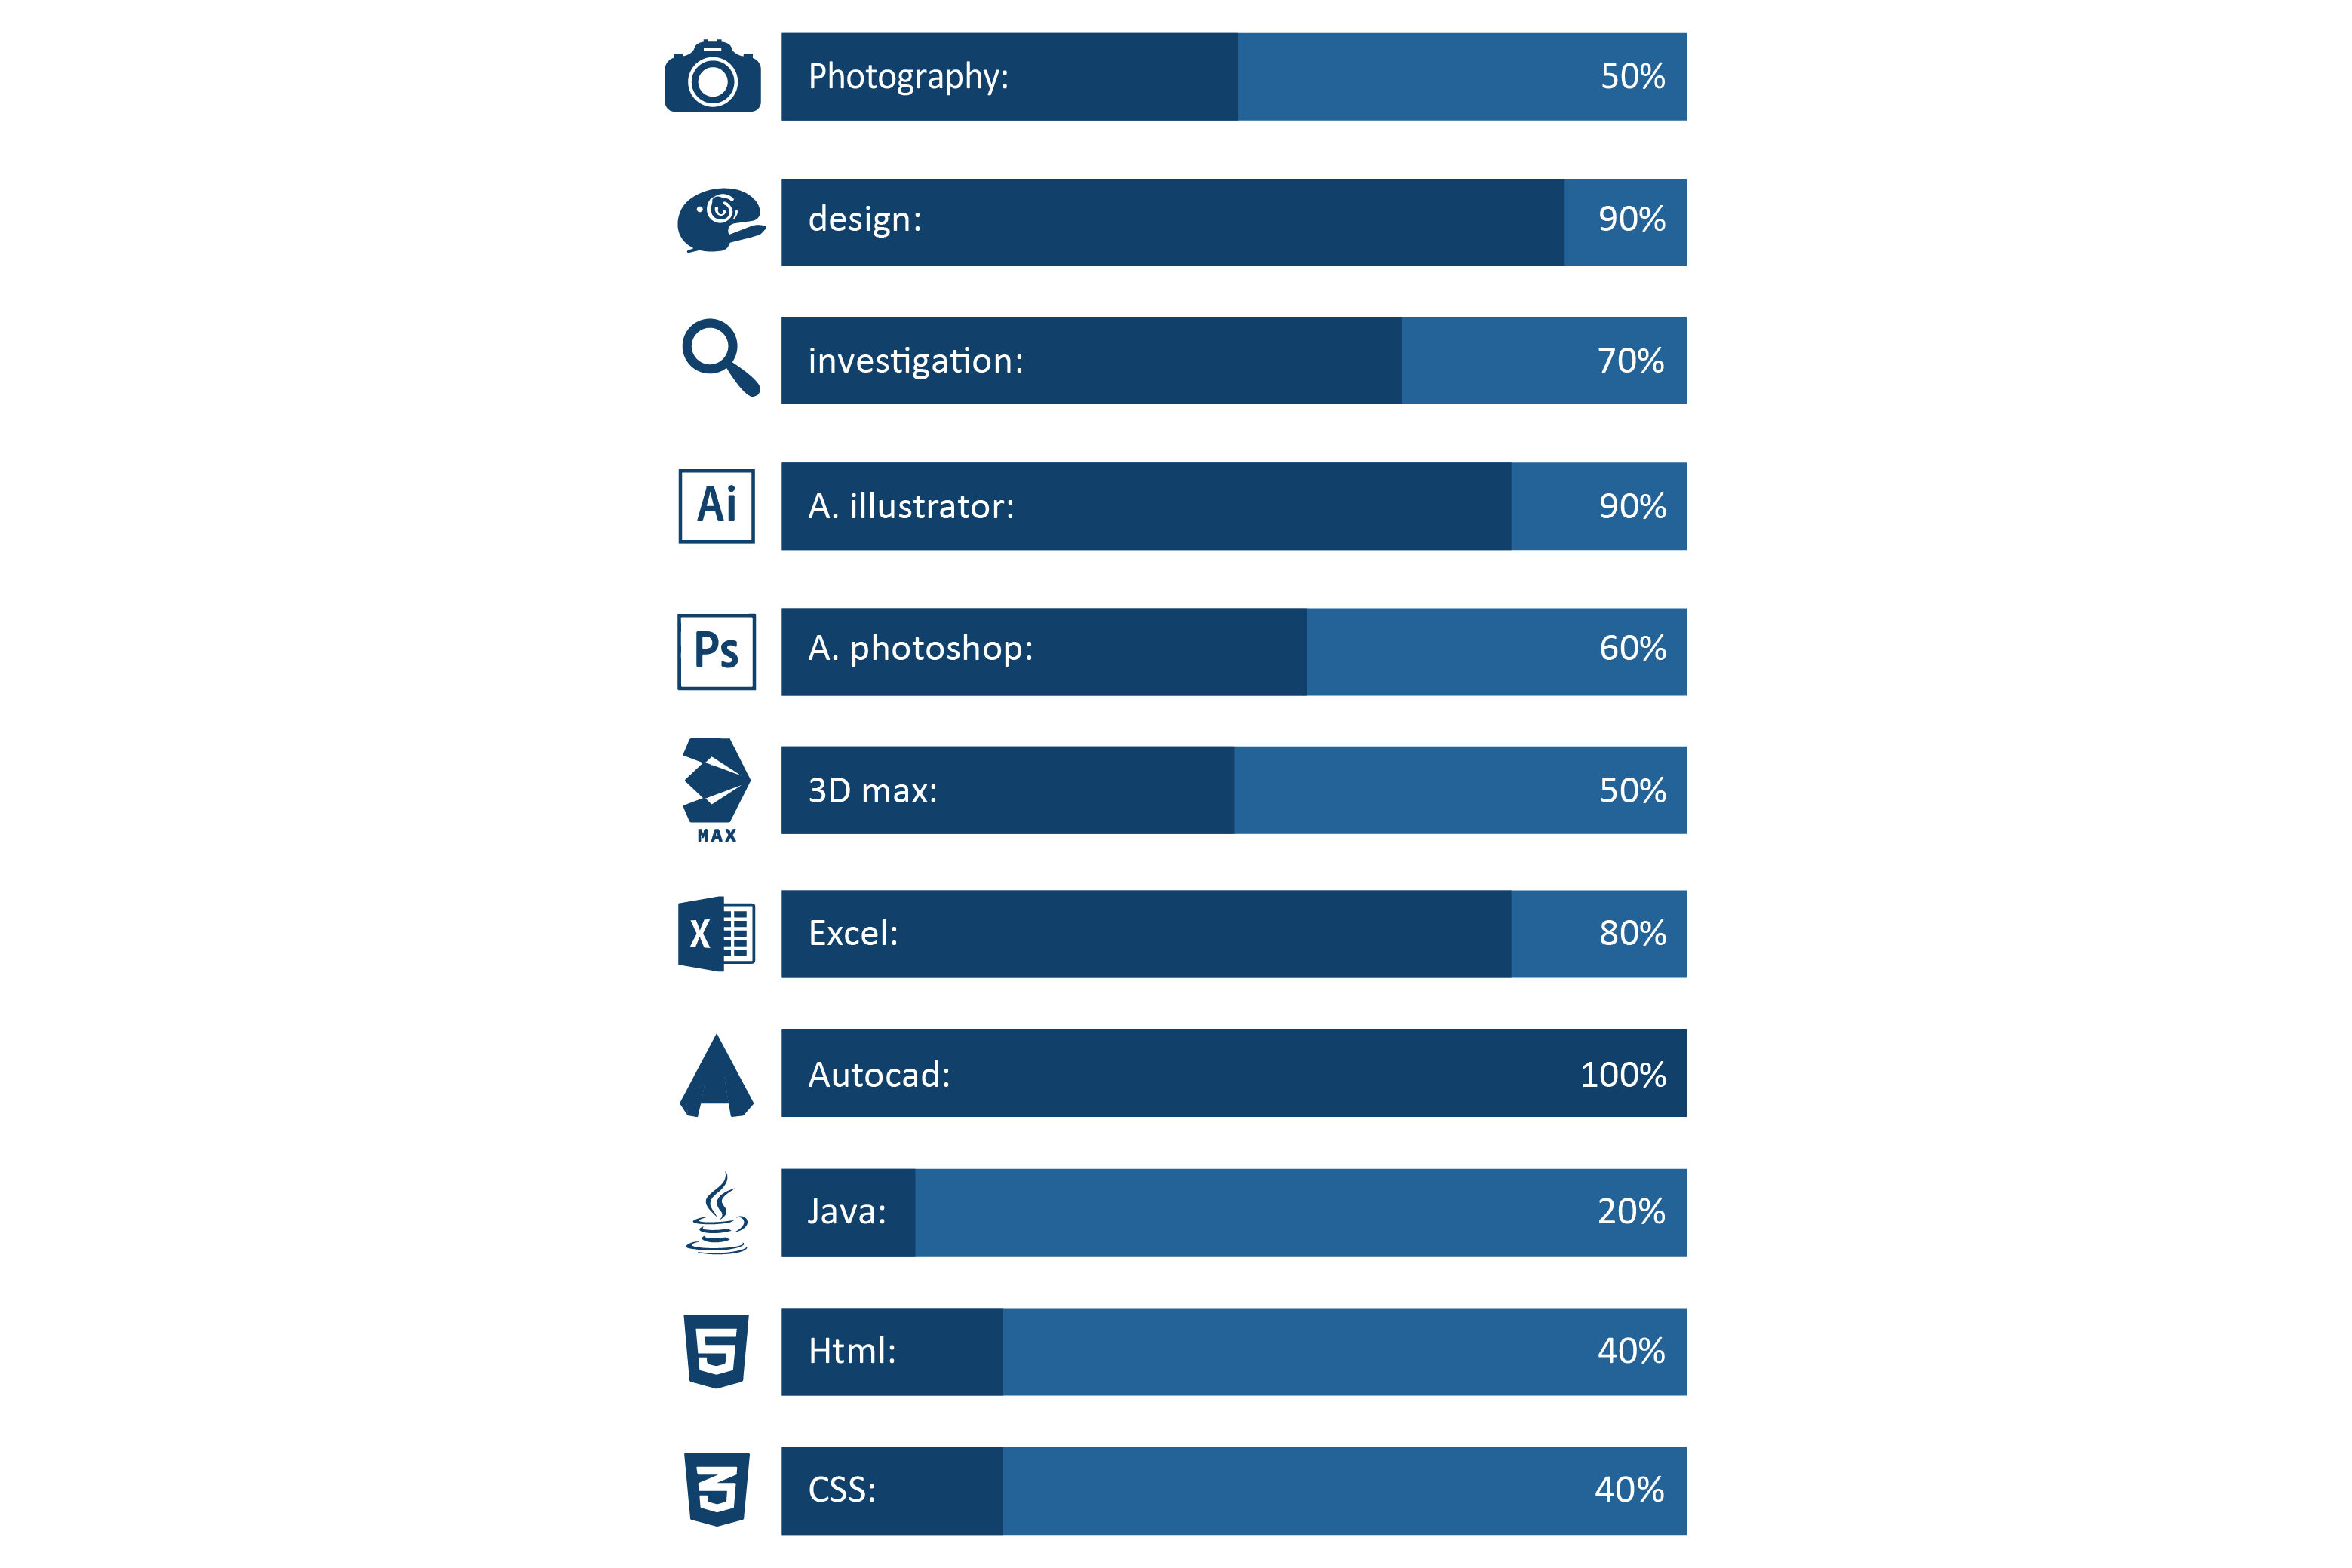 Photography: 50%
design: 90%
investigation: 70%
Ai A. illustrator: 90%
Ps A. photoshop: 60%
3D max: 50%
MAX
X Excel: 80%
Autocad: 100%
Java: 20%
5 Html: 40%
3 CSS: 40%